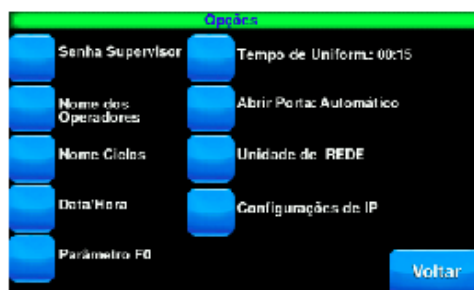 Opções
Senha Supervisor
Tempo de Uniform.: 00:15
Nome dos
Operadores
Abrir Porta: Automático
Nome Ciclos
Unidade de REDE
Data/Hora
Configurações de IP
Parâmetro F0
Voltar